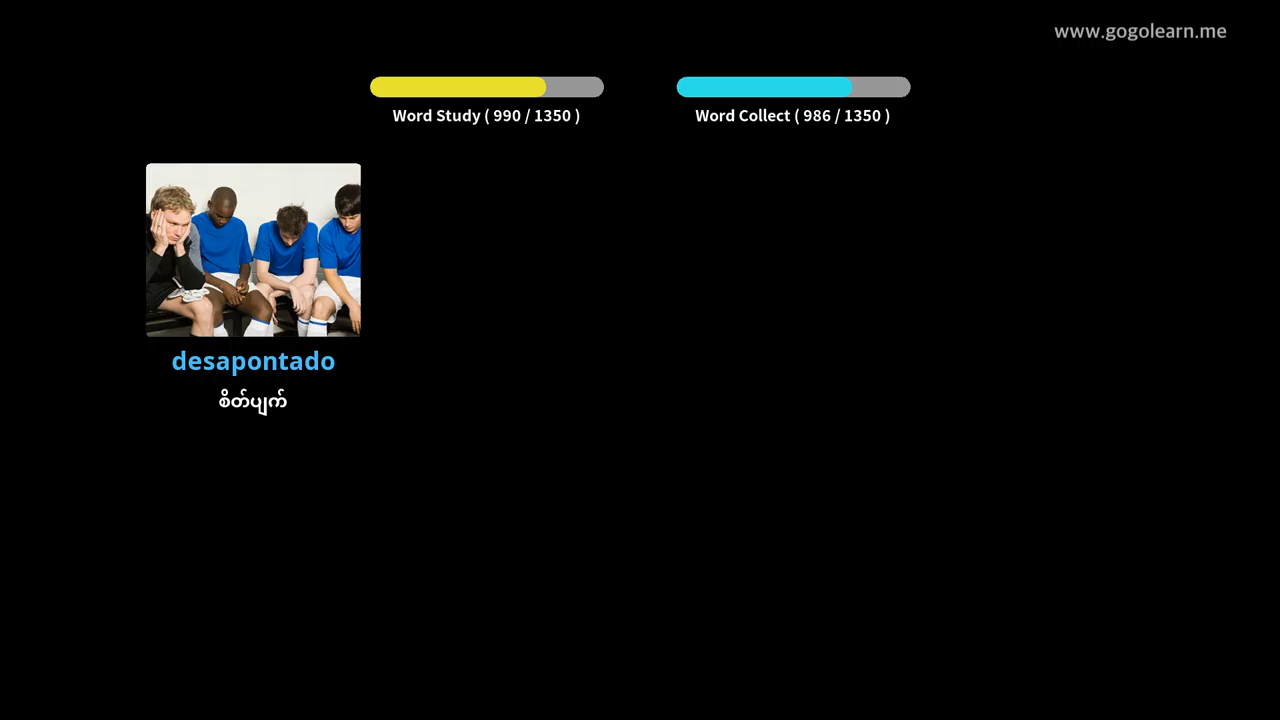 www.gogolearn.me
Word Study ( 990 / 1350 )
Word Collect ( 986 / 1350 )
desapontado
စိတ်ပျက်